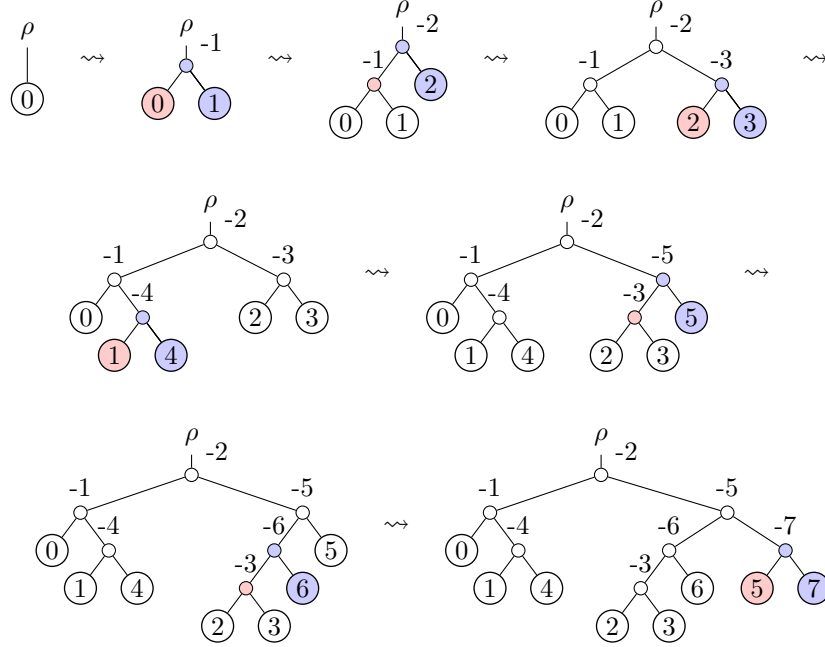 ρ ρ ρ ρ
-1 -2 -2
0 ⇝ ⇝ -1 ⇝ -1 -3 ⇝
0 1 2
0 1 0 1 2 3
ρ ρ
-2 -2
-1 -3 -1 -5
⇝ ⇝
0 -4 2 3 0 -4 -3 5
1 4 1 4 2 3
ρ ρ
-2 -2
-1 -5 -1 -5
⇝
0 -4 -6 5 0 -4 -6 -7
1 4 -3 6 1 4 -3 6 5 7
2 3 2 3